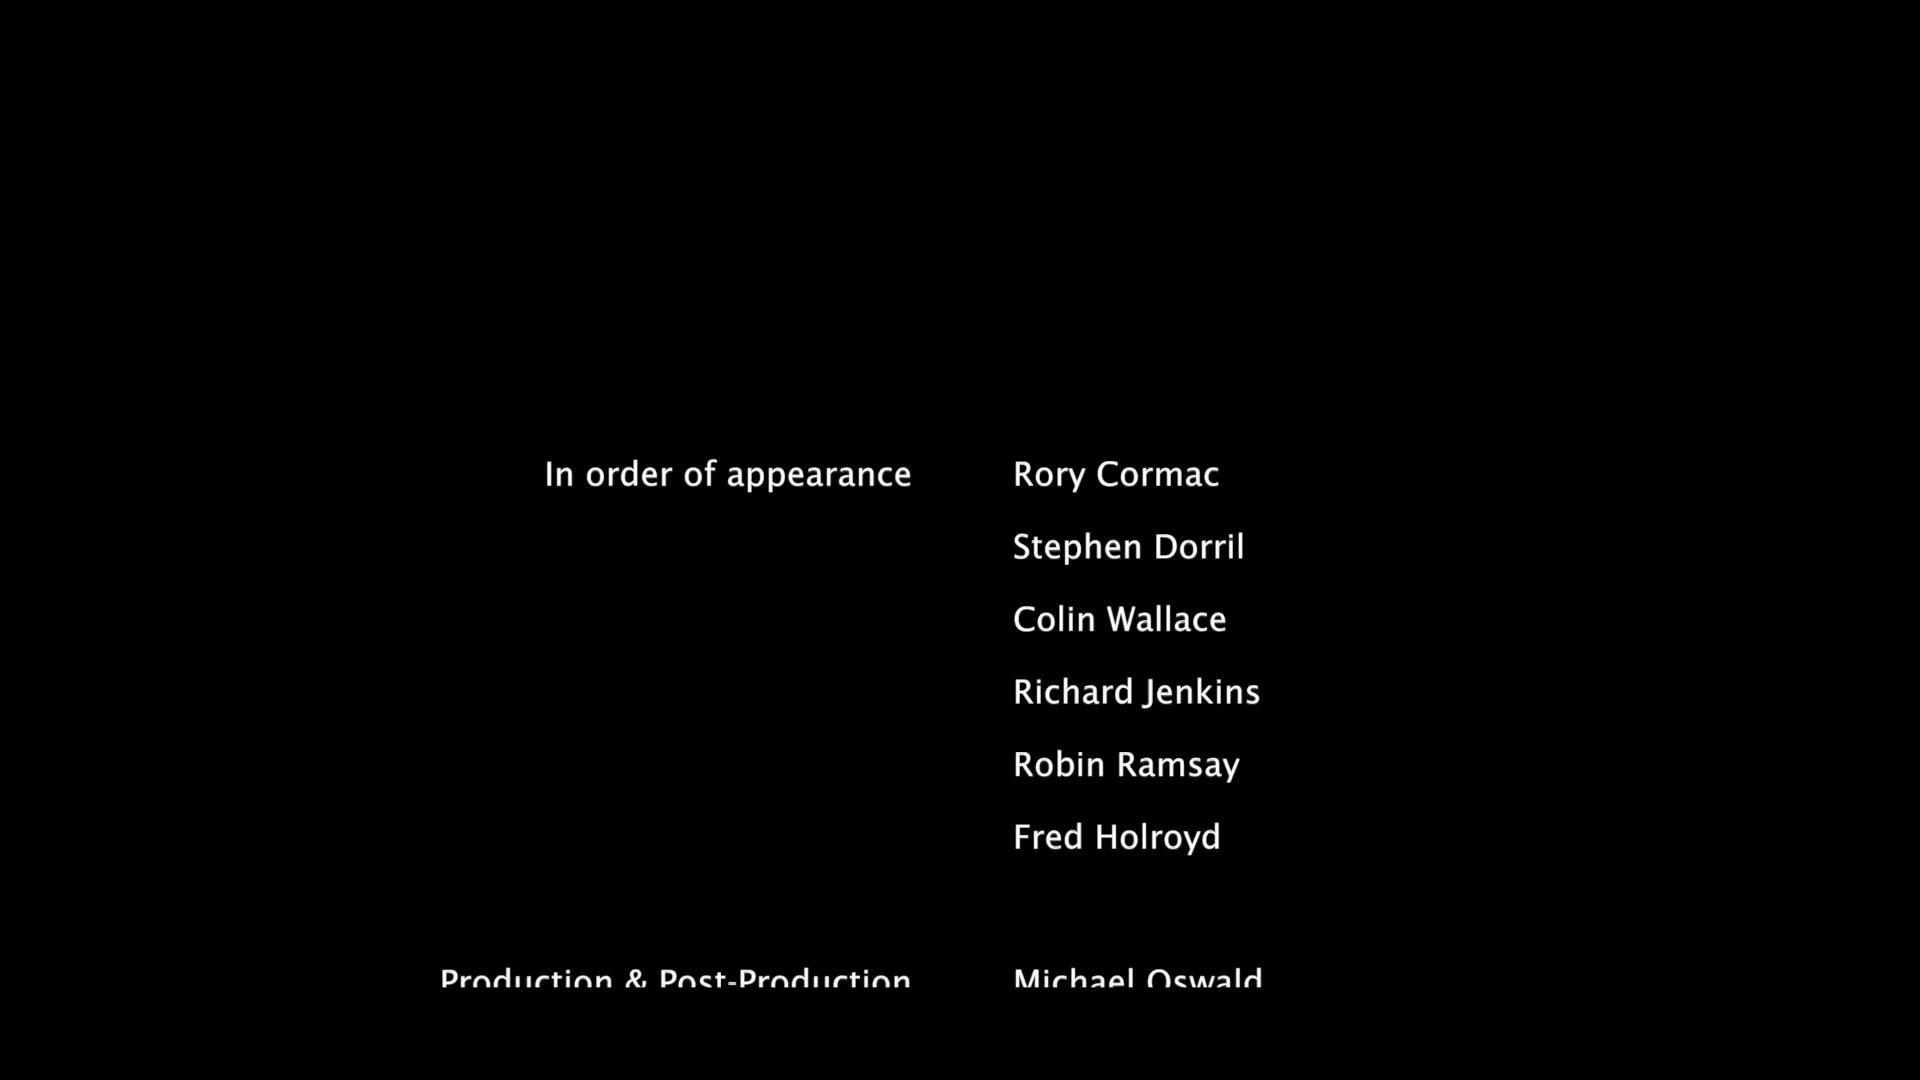 In order of appearance Rory Cormac
Stephen Dorril
Colin Wallace
Richard Jenkins
Robin Ramsay
Fred Holroyd
Production & Post-Production Michael Oswald